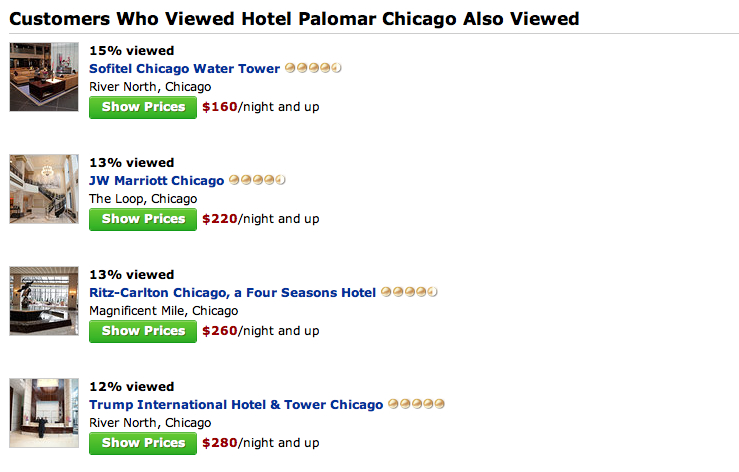 Customers Who Viewed Hotel Palomar Chicago Also Viewed
15% viewed
Sofitel Chicago Water Tower
River North, Chicago
Show Prices $160/night and up
13% viewed
JW Marriott Chicago
The Loop, Chicago
Show Prices $220/night and up
13% viewed
Ritz-Carlton Chicago, a Four Seasons Hotel
Magnificent Mile, Chicago
Show Prices $260/night and up
12% viewed
Trump International Hotel & Tower Chicago
River North, Chicago
Show Prices $280/night and up